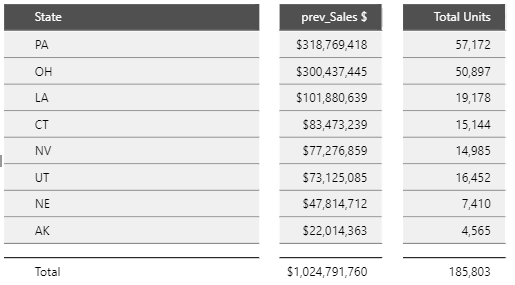 State prev_Sales $ Total Units
PA $318,769,418 57,172
OH $300,437,445 50,897
LA $101,880,639 19,178
CT $83,473,239 15,144
NV $77,276,859 14,985
UT $73,125,085 16,452
NE $47,814,712 7,410
AK $22,014,363 4,565
Total $1,024,791,760 185,803